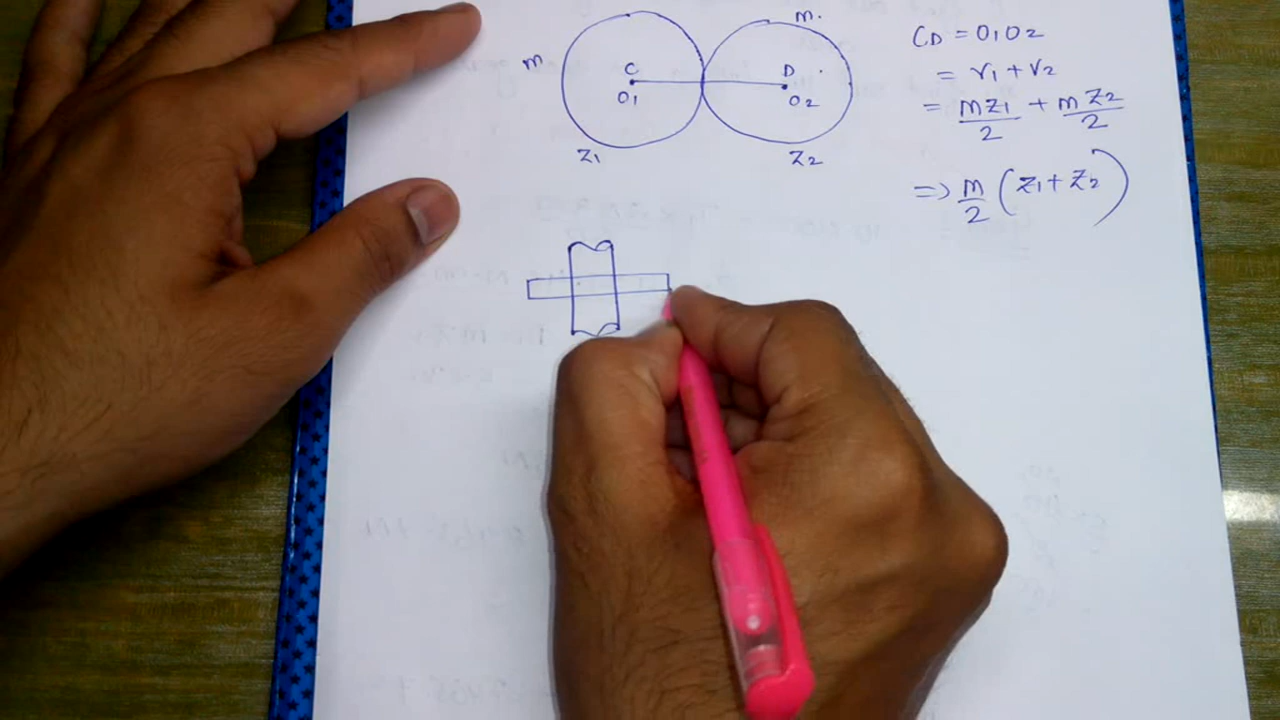 m
m.
C
O1
D
O2
Z1
Z2
CD = O1O2
= r1 + r2
= mZ1/2 + mZ2/2
=> m/2 (Z1 + Z2)